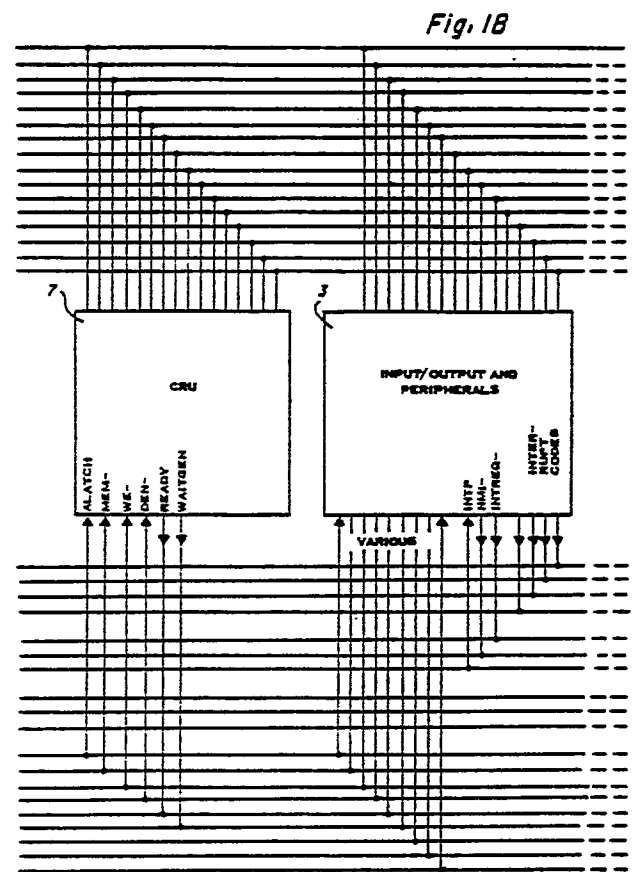 Fig. 1B
7
3
CRU
INPUT/OUTPUT AND
PERIPHERALS
ALATCH
MEM-
WE-
DEN-
READY
WAITGEN
VARIOUS
INTP
NMI-
INTREQ-
INTER-
RUPT
CODES